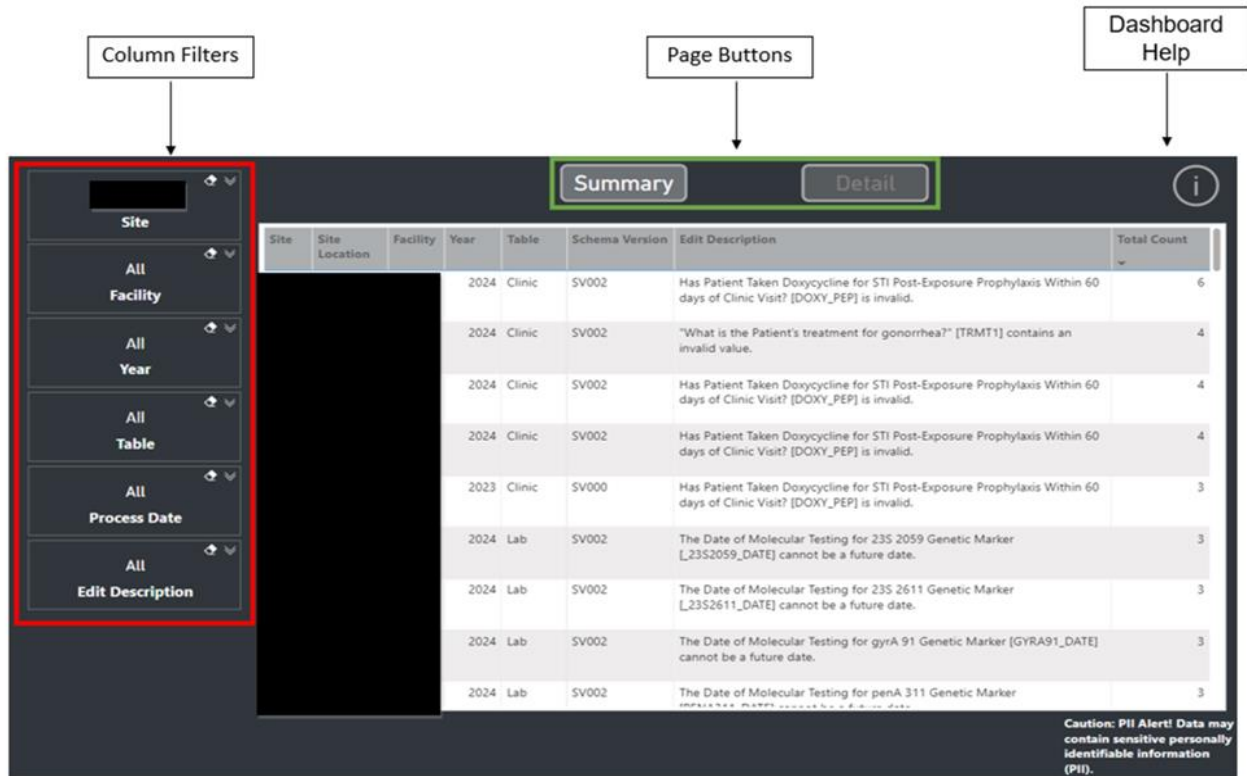 Column Filters
Page Buttons
Dashboard
Help
Summary
Detail
i
Site
All
Facility
All
Year
All
Table
All
Process Date
All
Edit Description
Site Site Facility Year Table Schema Version Edit Description Total Count
Location
2024 Clinic SV002 Has Patient Taken Doxycycline for STI Post-Exposure Prophylaxis Within 60 6
days of Clinic Visit? [DOXY_PEP] is invalid.
2024 Clinic SV002 "What is the Patient's treatment for gonorrhea?" [TRMT1] contains an 4
invalid value.
2024 Clinic SV002 Has Patient Taken Doxycycline for STI Post-Exposure Prophylaxis Within 60 4
days of Clinic Visit? [DOXY_PEP] is invalid.
2024 Clinic SV002 Has Patient Taken Doxycycline for STI Post-Exposure Prophylaxis Within 60 4
days of Clinic Visit? [DOXY_PEP] is invalid.
2023 Clinic SV000 Has Patient Taken Doxycycline for STI Post-Exposure Prophylaxis Within 60 3
days of Clinic Visit? [DOXY_PEP] is invalid.
2024 Lab SV002 The Date of Molecular Testing for 23S 2059 Genetic Marker 3
[_23S2059_DATE] cannot be a future date.
2024 Lab SV002 The Date of Molecular Testing for 23S 2611 Genetic Marker 3
[_23S2611_DATE] cannot be a future date.
2024 Lab SV002 The Date of Molecular Testing for gyrA 91 Genetic Marker [GYRA91_DATE] 3
cannot be a future date.
2024 Lab SV002 The Date of Molecular Testing for penA 311 Genetic Marker 3
Caution: PII Alert! Data may
contain sensitive personally
identifiable information
(PII).